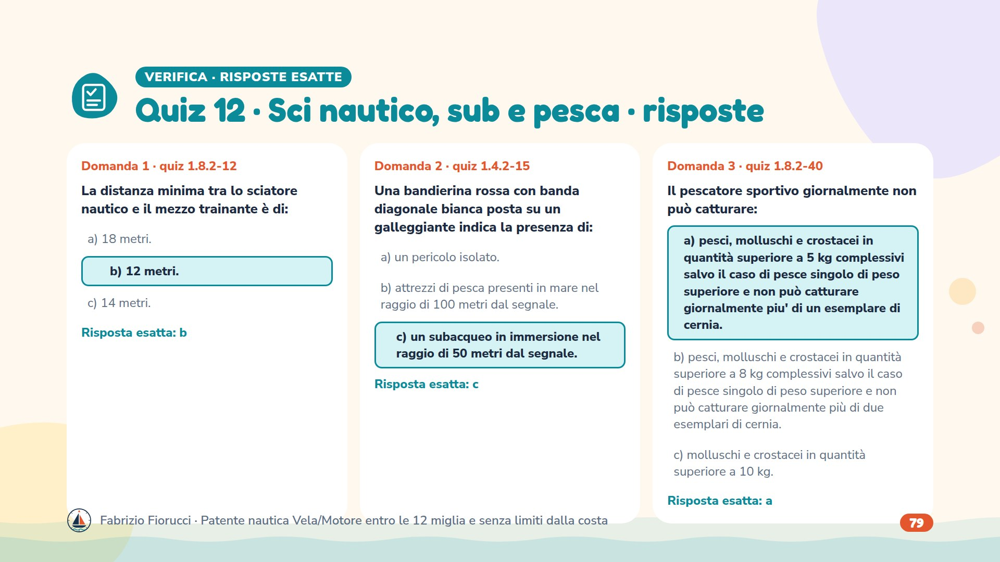 VERIFICA · RISPOSTE ESATTE
Quiz 12 · Sci nautico, sub e pesca · risposte
Domanda 1 · quiz 1.8.2-12
La distanza minima tra lo sciatore
nautico e il mezzo trainante è di:
a) 18 metri.
b) 12 metri.
c) 14 metri.
Risposta esatta: b
Domanda 2 · quiz 1.4.2-15
Una bandierina rossa con banda
diagonale bianca posta su un
galleggiante indica la presenza di:
a) un pericolo isolato.
b) attrezzi di pesca presenti in mare nel
raggio di 100 metri dal segnale.
c) un subacqueo in immersione nel
raggio di 50 metri dal segnale.
Risposta esatta: c
Domanda 3 · quiz 1.8.2-40
Il pescatore sportivo giornalmente non
può catturare:
a) pesci, molluschi e crostacei in
quantità superiore a 5 kg complessivi
salvo il caso di pesce singolo di peso
superiore e non può catturare
giornalmente piu' di un esemplare di
cernia.
b) pesci, molluschi e crostacei in quantità
superiore a 8 kg complessivi salvo il caso
di pesce singolo di peso superiore e non
può catturare giornalmente più di due
esemplari di cernia.
c) molluschi e crostacei in quantità
superiore a 10 kg.
Risposta esatta: a
Fabrizio Fiorucci · Patente nautica Vela/Motore entro le 12 miglia e senza limiti dalla costa
79